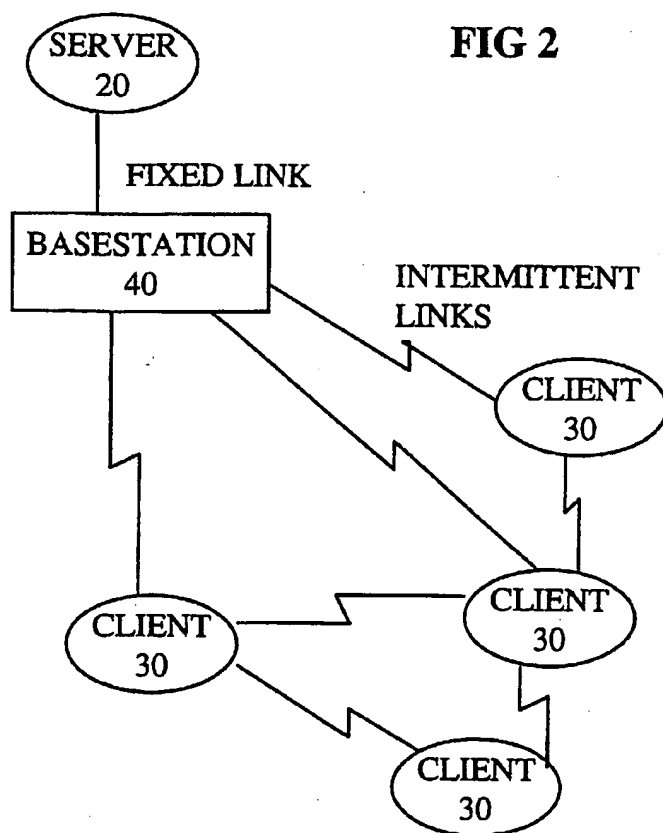 FIG 2
SERVER
20
FIXED LINK
BASESTATION
40
INTERMITTENT
LINKS
CLIENT
30
CLIENT
30
CLIENT
30
CLIENT
30